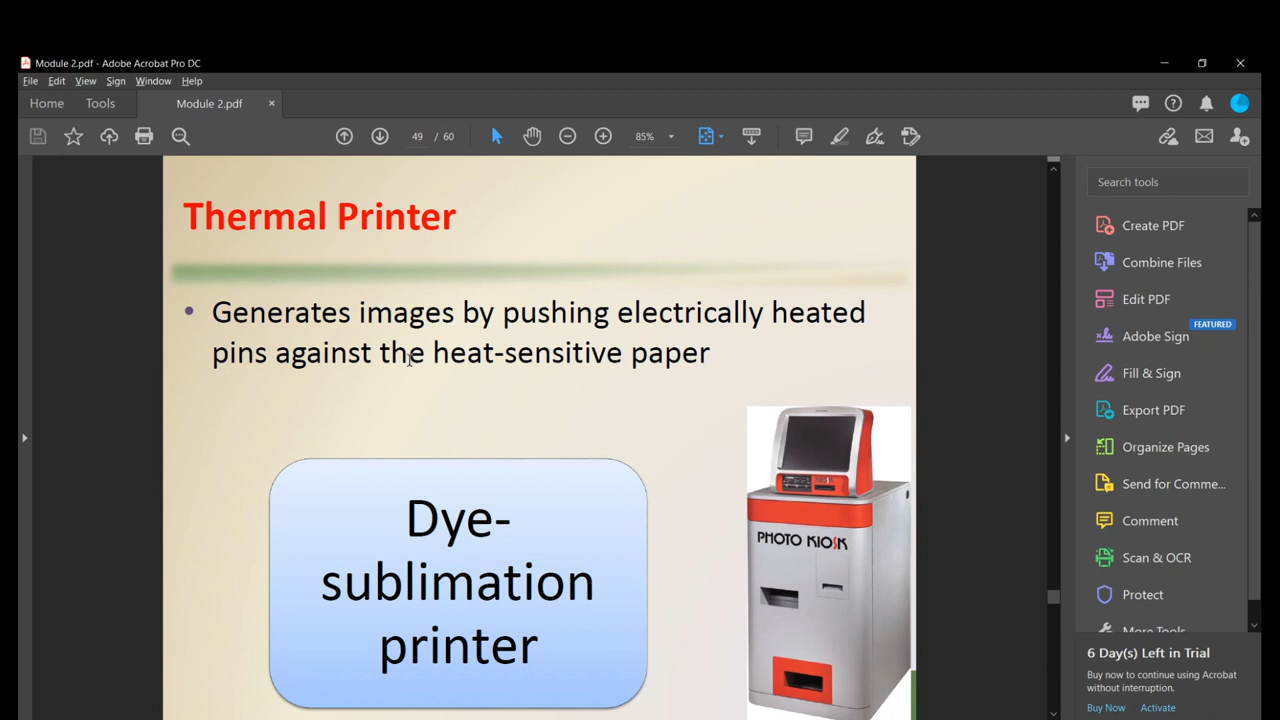 Module 2.pdf - Adobe Acrobat Pro DC
File Edit View Sign Window Help
Home Tools Module 2.pdf ×
49 / 60 85%
Search tools
Thermal Printer
• Generates images by pushing electrically heated
pins against the heat-sensitive paper
Dye-
sublimation
printer
PHOTO KIOSK
Create PDF
Combine Files
Edit PDF
FEATURED
Adobe Sign
Fill & Sign
Export PDF
Organize Pages
Send for Comme...
Comment
Scan & OCR
Protect
More Tools
6 Day(s) Left in Trial
Buy now to continue using Acrobat
without interruption.
Buy Now Activate